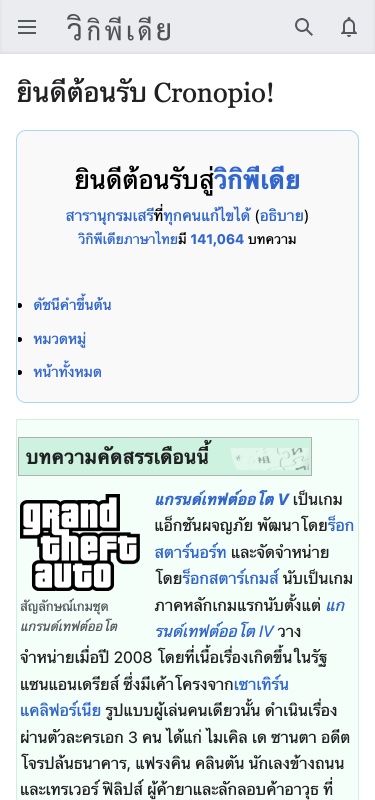 วิกิพีเดีย
ยินดีต้อนรับ Cronopio!
ยินดีต้อนรับสู่วิกิพีเดีย
สารานุกรมเสรีที่ทุกคนแก้ไขได้ (อธิบาย)
วิกิพีเดียภาษาไทยมี 141,064 บทความ
ดัชนีคำขึ้นต้น
หมวดหมู่
หน้าทั้งหมด
บทความคัดสรรเดือนนี้
grand
theft
auto
สัญลักษณ์เกมชุด
แกรนด์เทฟต์ออโต
แกรนด์เทฟต์ออโต V เป็นเกม
แอ็กชันผจญภัย พัฒนาโดยร็อก
สตาร์นอร์ท และจัดจำหน่าย
โดยร็อกสตาร์เกมส์ นับเป็นเกม
ภาคหลักเกมแรกนับตั้งแต่ แก
รนด์เทฟต์ออโต IV วาง
จำหน่ายเมื่อปี 2008 โดยที่เนื้อเรื่องเกิดขึ้นในรัฐ
แซนแอนเดรียส์ ซึ่งมีเค้าโครงจากเซาเทิร์น
แคลิฟอร์เนีย รูปแบบผู้เล่นคนเดียวนั้น ดำเนินเรื่อง
ผ่านตัวละครเอก 3 คน ได้แก่ ไมเคิล เด ซานตา อดีต
โจรปล้นธนาคาร, แฟรงคิน คลินตัน นักเลงข้างถนน
และเทรเวอร์ ฟิลิปส์ ผู้ค้ายาและลักลอบค้าอาวุธ ที่